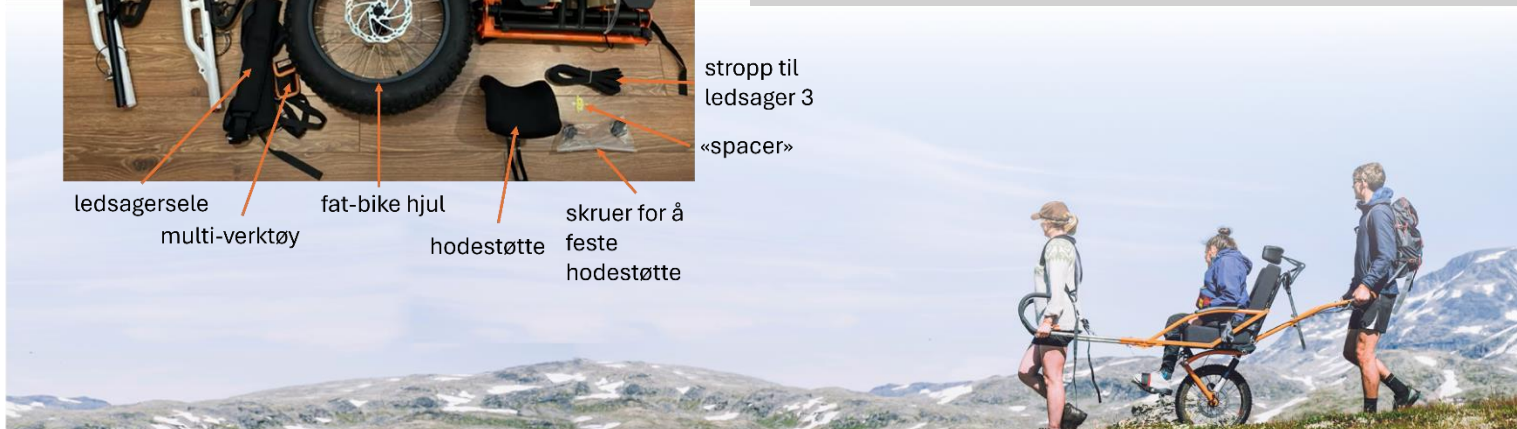 stropp til
ledsager 3
«spacer»
ledsagersele
multi-verktøy
fat-bike hjul
hodestøtte
skruer for å
feste
hodestøtte